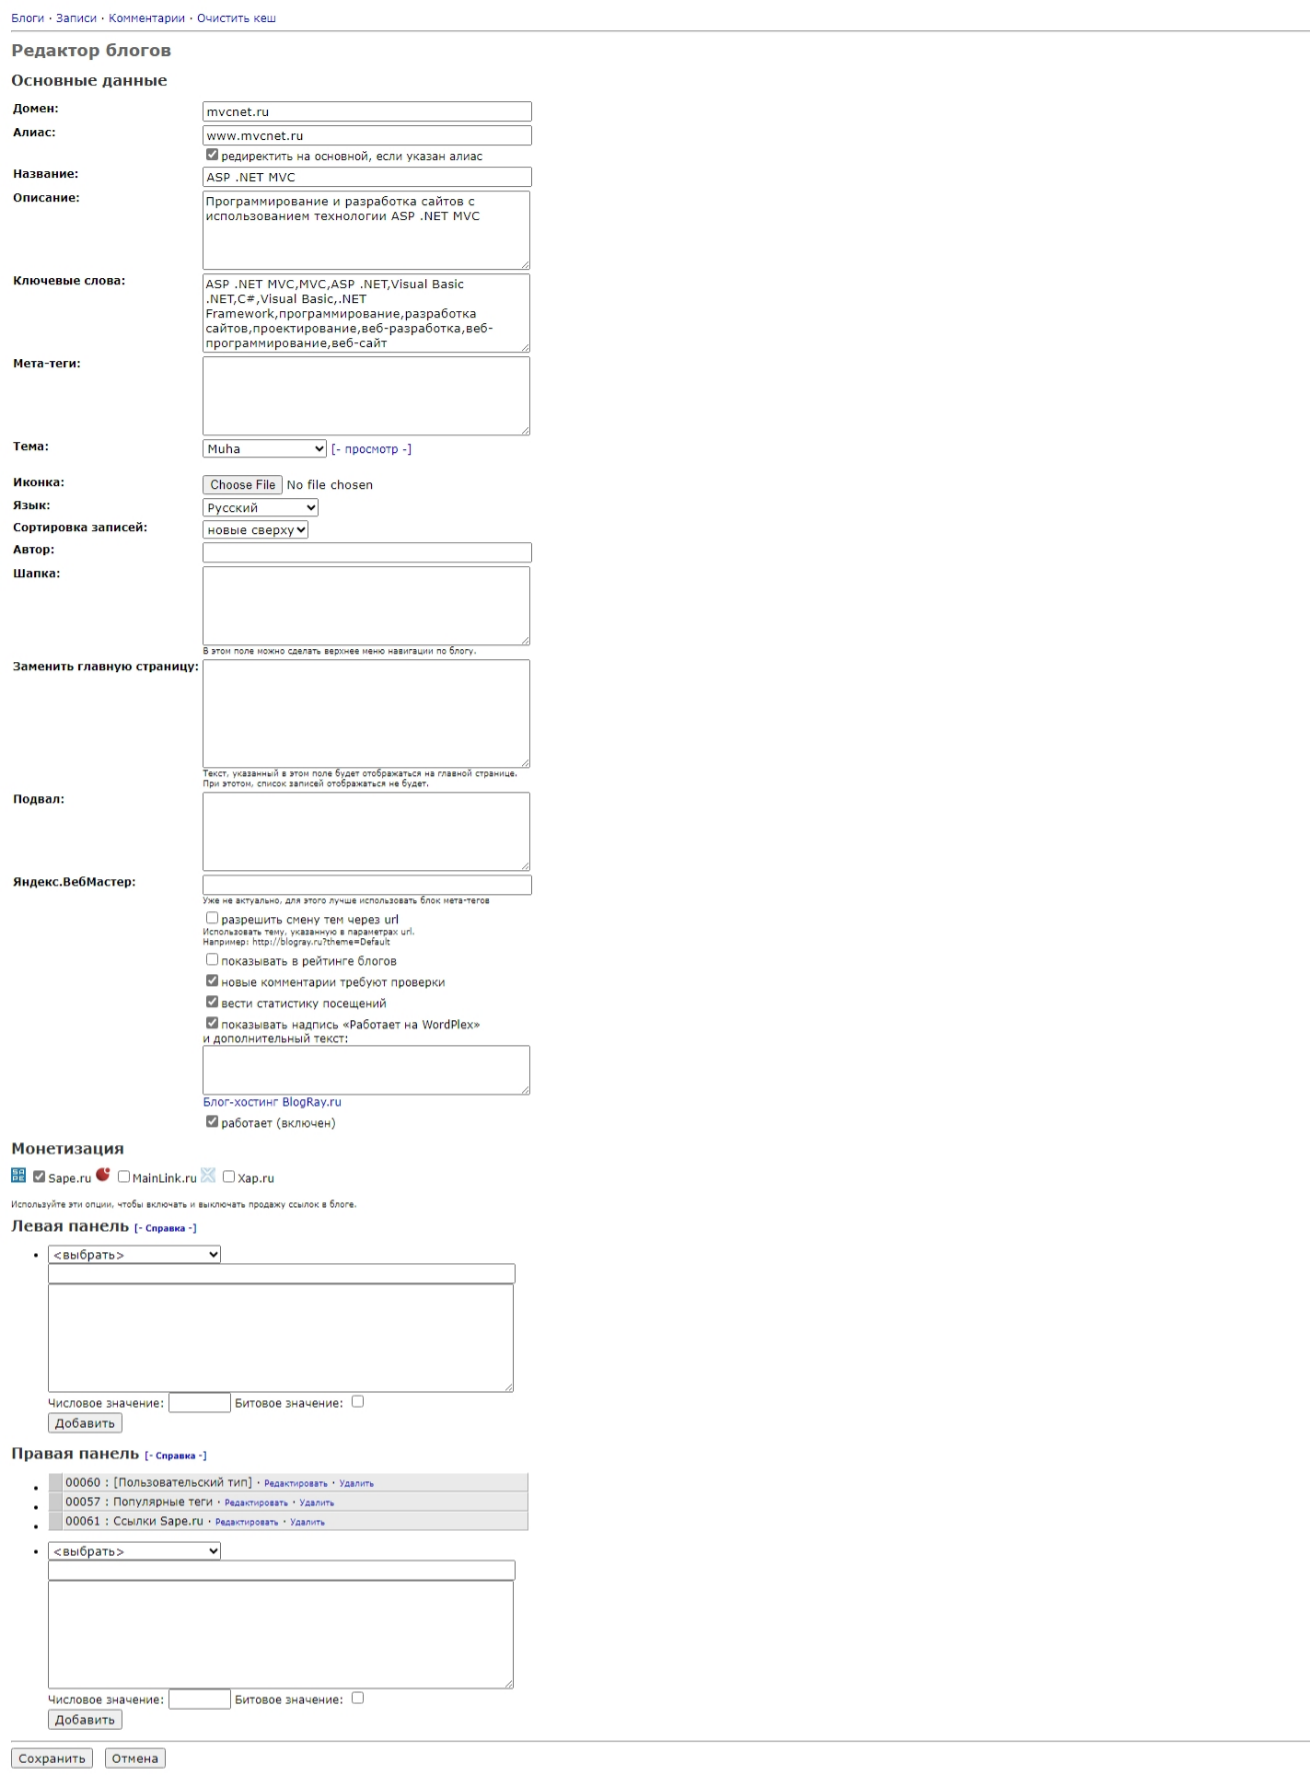 Блоги · Записи · Комментарии · Очистить кеш
Редактор блогов
Основные данные
Домен: mvcnet.ru
Алиас: www.mvcnet.ru
редиректить на основной, если указан алиас
Название: ASP .NET MVC
Описание: Программирование и разработка сайтов с
использованием технологии ASP .NET MVC
Ключевые слова: ASP .NET MVC,MVC,ASP .NET,Visual Basic
.NET,C#,Visual Basic,.NET
Framework,программирование,разработка
сайтов,проектирование,веб-разработка,веб-
программирование,веб-сайт
Мета-теги:
Тема: Muha [- просмотр -]
Иконка: Choose File No file chosen
Язык: Русский
Сортировка записей: новые сверху
Автор:
Шапка:
В этом поле можно сделать верхнее меню навигации по блогу.
Заменить главную страницу:
Текст, указанный в этом поле будет отображаться на главной странице.
При этотом, список записей отображаться не будет.
Подвал:
Яндекс.ВебМастер:
Уже не актуально, для этого лучше использовать блок мета-тегов
разрешить смену тем через url
Использовать тему, указанную в параметрах url.
Например: http://blogray.ru?theme=Default
показывать в рейтинге блогов
новые комментарии требуют проверки
вести статистику посещений
показывать надпись «Работает на WordPlex»
и дополнительный текст:
Блог-хостинг BlogRay.ru
работает (включен)
Монетизация
SAPE Sape.ru MainLink.ru Xap.ru
Используйте эти опции, чтобы включать и выключать продажу ссылок в блоге.
Левая панель [- Справка -]
<выбрать>
Числовое значение: Битовое значение:
Добавить
Правая панель [- Справка -]
00060 : [Пользовательский тип] · Редактировать · Удалить
00057 : Популярные теги · Редактировать · Удалить
00061 : Ссылки Sape.ru · Редактировать · Удалить
<выбрать>
Числовое значение: Битовое значение:
Добавить
Сохранить Отмена